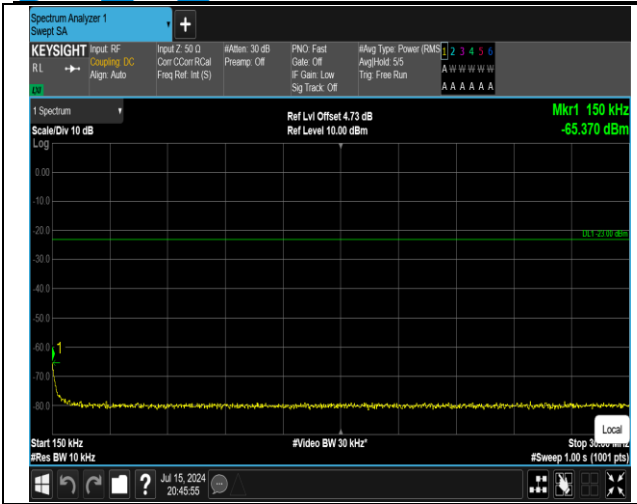 Spectrum Analyzer 1
Swept SA
+
KEYSIGHT
RL
LXI
Input: RF
Coupling: DC
Align: Auto
Input Z: 50 Ω
Corr CCorr RCal
Freq Ref: Int (S)
#Atten: 30 dB
Preamp: Off
PNO: Fast
Gate: Off
IF Gain: Low
Sig Track: Off
#Avg Type: Power (RMS
Avg|Hold: 5/5
Trig: Free Run
1 2 3 4 5 6
A W W W W W
A A A A A A
1 Spectrum
Scale/Div 10 dB
Log
Ref Lvl Offset 4.73 dB
Ref Level 10.00 dBm
Mkr1 150 kHz
-65.370 dBm
0.00
-10.0
-20.0
DL1 -23.00 dBm
-30.0
-40.0
-50.0
-60.0
1
-70.0
-80.0
Local
Start 150 kHz
#Video BW 30 kHz*
Stop 30.00 MHz
#Res BW 10 kHz
#Sweep 1.00 s (1001 pts)
?
Jul 15, 2024
20:45:55